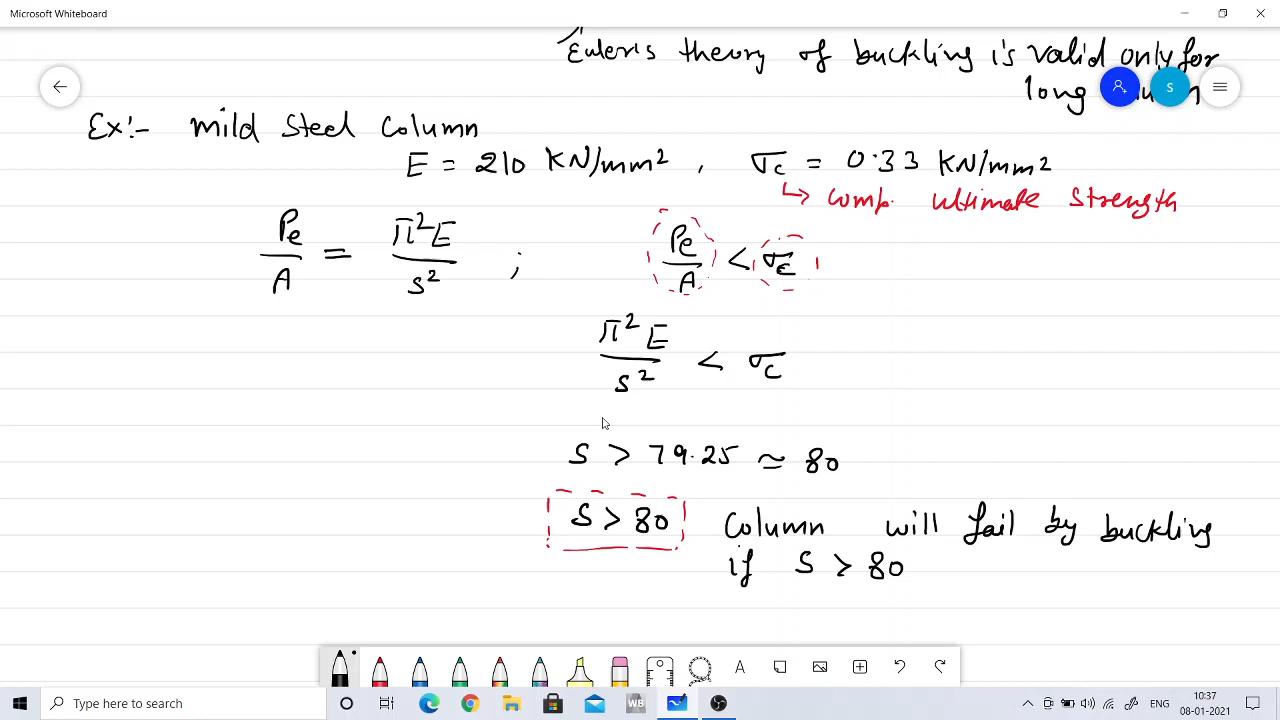 Microsoft Whiteboard
Euler's theory of buckling is valid only for
long
Ex:- Mild Steel Column
E = 210 KN/mm² , σc = 0.33 KN/mm²
↳ Comp. ultimate Strength
Pe/A = π²E/s² ; Pe/A < σc
π²E/s² < σc
S > 79.25 ≃ 80
S > 80 Column will fail by buckling
if S > 80
S
A
Type here to search
WB
ENG
10:37
08-01-2021